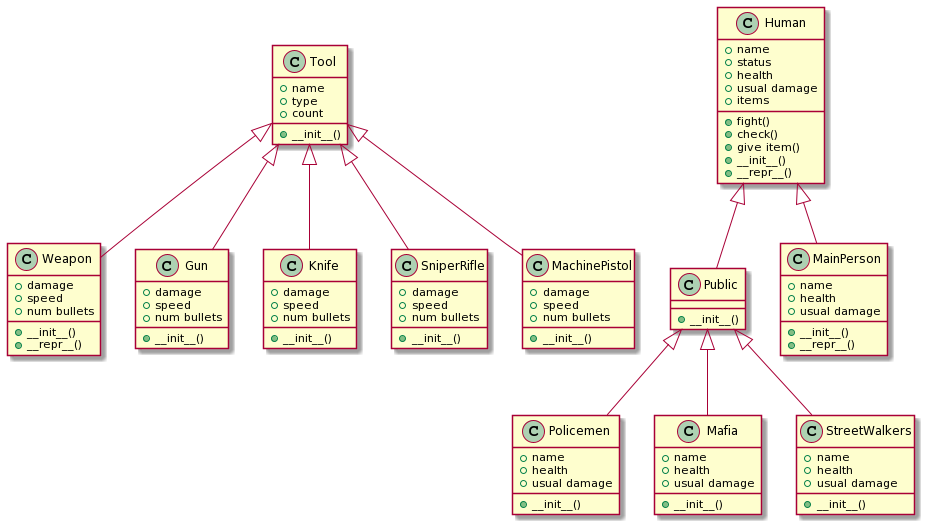 C Human
name
status
health
usual damage
items
fight()
check()
give item()
__init__()
__repr__()
C Tool
name
type
count
__init__()
C Weapon
damage
speed
num bullets
__init__()
__repr__()
C Gun
damage
speed
num bullets
__init__()
C Knife
damage
speed
num bullets
__init__()
C SniperRifle
damage
speed
num bullets
__init__()
C MachinePistol
damage
speed
num bullets
__init__()
C Public
__init__()
C MainPerson
name
health
usual damage
__init__()
__repr__()
C Policemen
name
health
usual damage
__init__()
C Mafia
name
health
usual damage
__init__()
C StreetWalkers
name
health
usual damage
__init__()